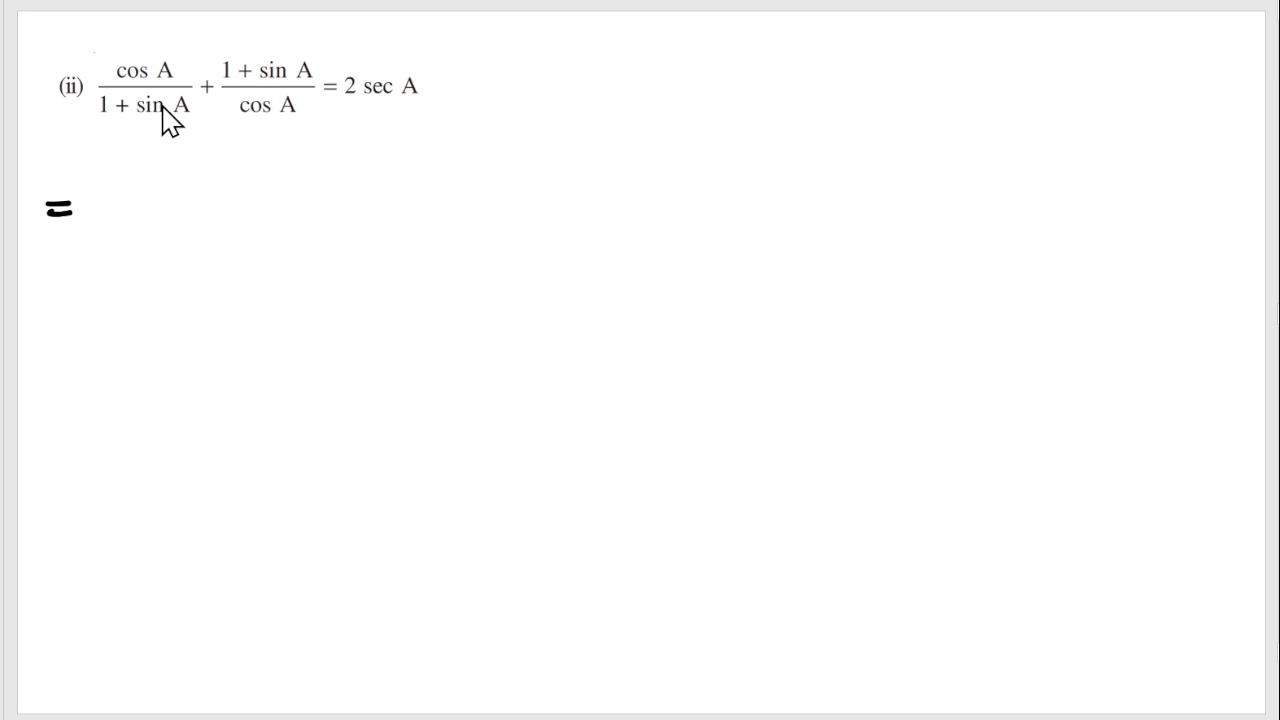 (ii) cos A / 1 + sin A + 1 + sin A / cos A = 2 sec A
=